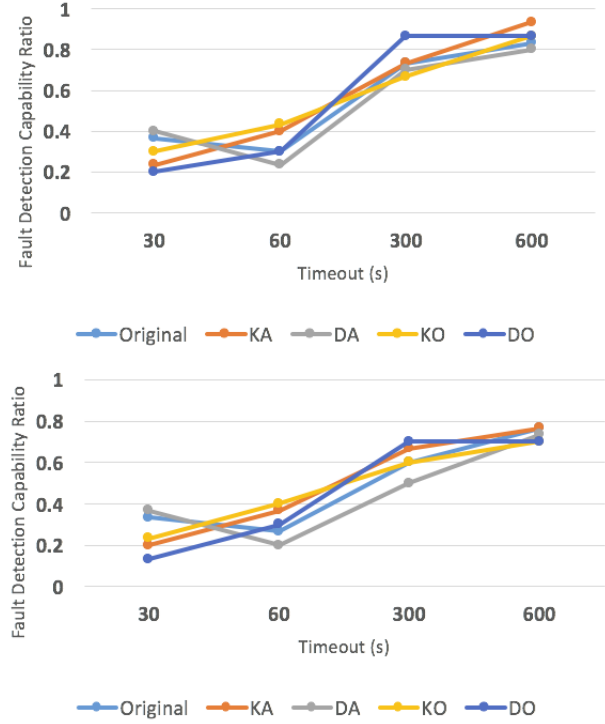 Fault Detection Capability Ratio
1
0.8
0.6
0.4
0.2
0
30 60 300 600
Timeout (s)
Original KA DA KO DO
Fault Detection Capability Ratio
1
0.8
0.6
0.4
0.2
0
30 60 300 600
Timeout (s)
Original KA DA KO DO